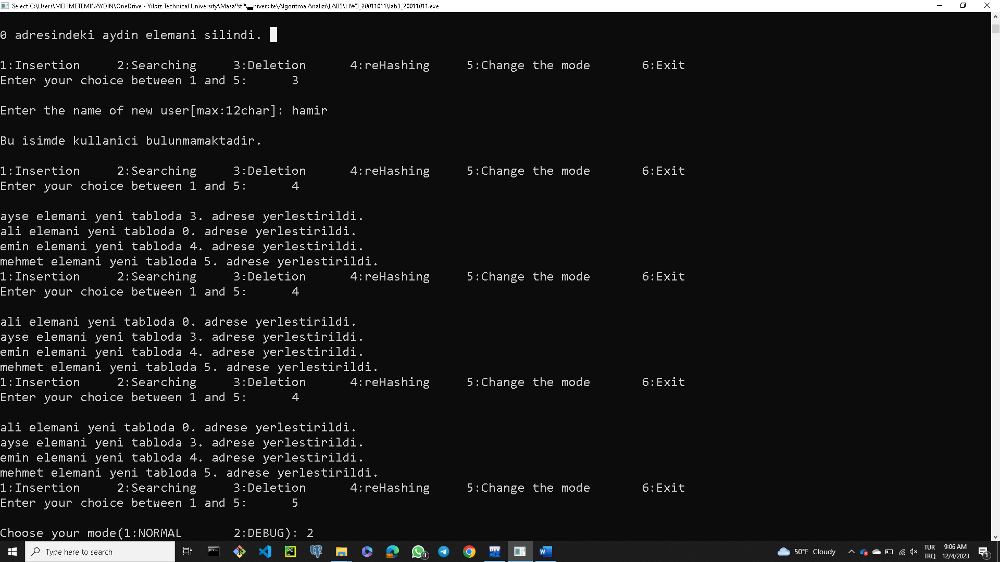 Select C:\Users\MEHMETEMINAYDIN\OneDrive - Yildiz Technical University\Masaⁿstⁿ\▄niversite\Algoritma Analizi\LAB3\HW3_20011011\lab3_20011011.exe
0 adresindeki aydin elemani silindi.
1:Insertion 2:Searching 3:Deletion 4:reHashing 5:Change the mode 6:Exit
Enter your choice between 1 and 5: 3
Enter the name of new user[max:12char]: hamir
Bu isimde kullanici bulunmamaktadir.
1:Insertion 2:Searching 3:Deletion 4:reHashing 5:Change the mode 6:Exit
Enter your choice between 1 and 5: 4
ayse elemani yeni tabloda 3. adrese yerlestirildi.
ali elemani yeni tabloda 0. adrese yerlestirildi.
emin elemani yeni tabloda 4. adrese yerlestirildi.
mehmet elemani yeni tabloda 5. adrese yerlestirildi.
1:Insertion 2:Searching 3:Deletion 4:reHashing 5:Change the mode 6:Exit
Enter your choice between 1 and 5: 4
ali elemani yeni tabloda 0. adrese yerlestirildi.
ayse elemani yeni tabloda 3. adrese yerlestirildi.
emin elemani yeni tabloda 4. adrese yerlestirildi.
mehmet elemani yeni tabloda 5. adrese yerlestirildi.
1:Insertion 2:Searching 3:Deletion 4:reHashing 5:Change the mode 6:Exit
Enter your choice between 1 and 5: 4
ali elemani yeni tabloda 0. adrese yerlestirildi.
ayse elemani yeni tabloda 3. adrese yerlestirildi.
emin elemani yeni tabloda 4. adrese yerlestirildi.
mehmet elemani yeni tabloda 5. adrese yerlestirildi.
1:Insertion 2:Searching 3:Deletion 4:reHashing 5:Change the mode 6:Exit
Enter your choice between 1 and 5: 5
Choose your mode(1:NORMAL 2:DEBUG): 2
Type here to search PC 3 DEV 50°F Cloudy TUR 9:06 AM
TRQ 12/4/2023 1